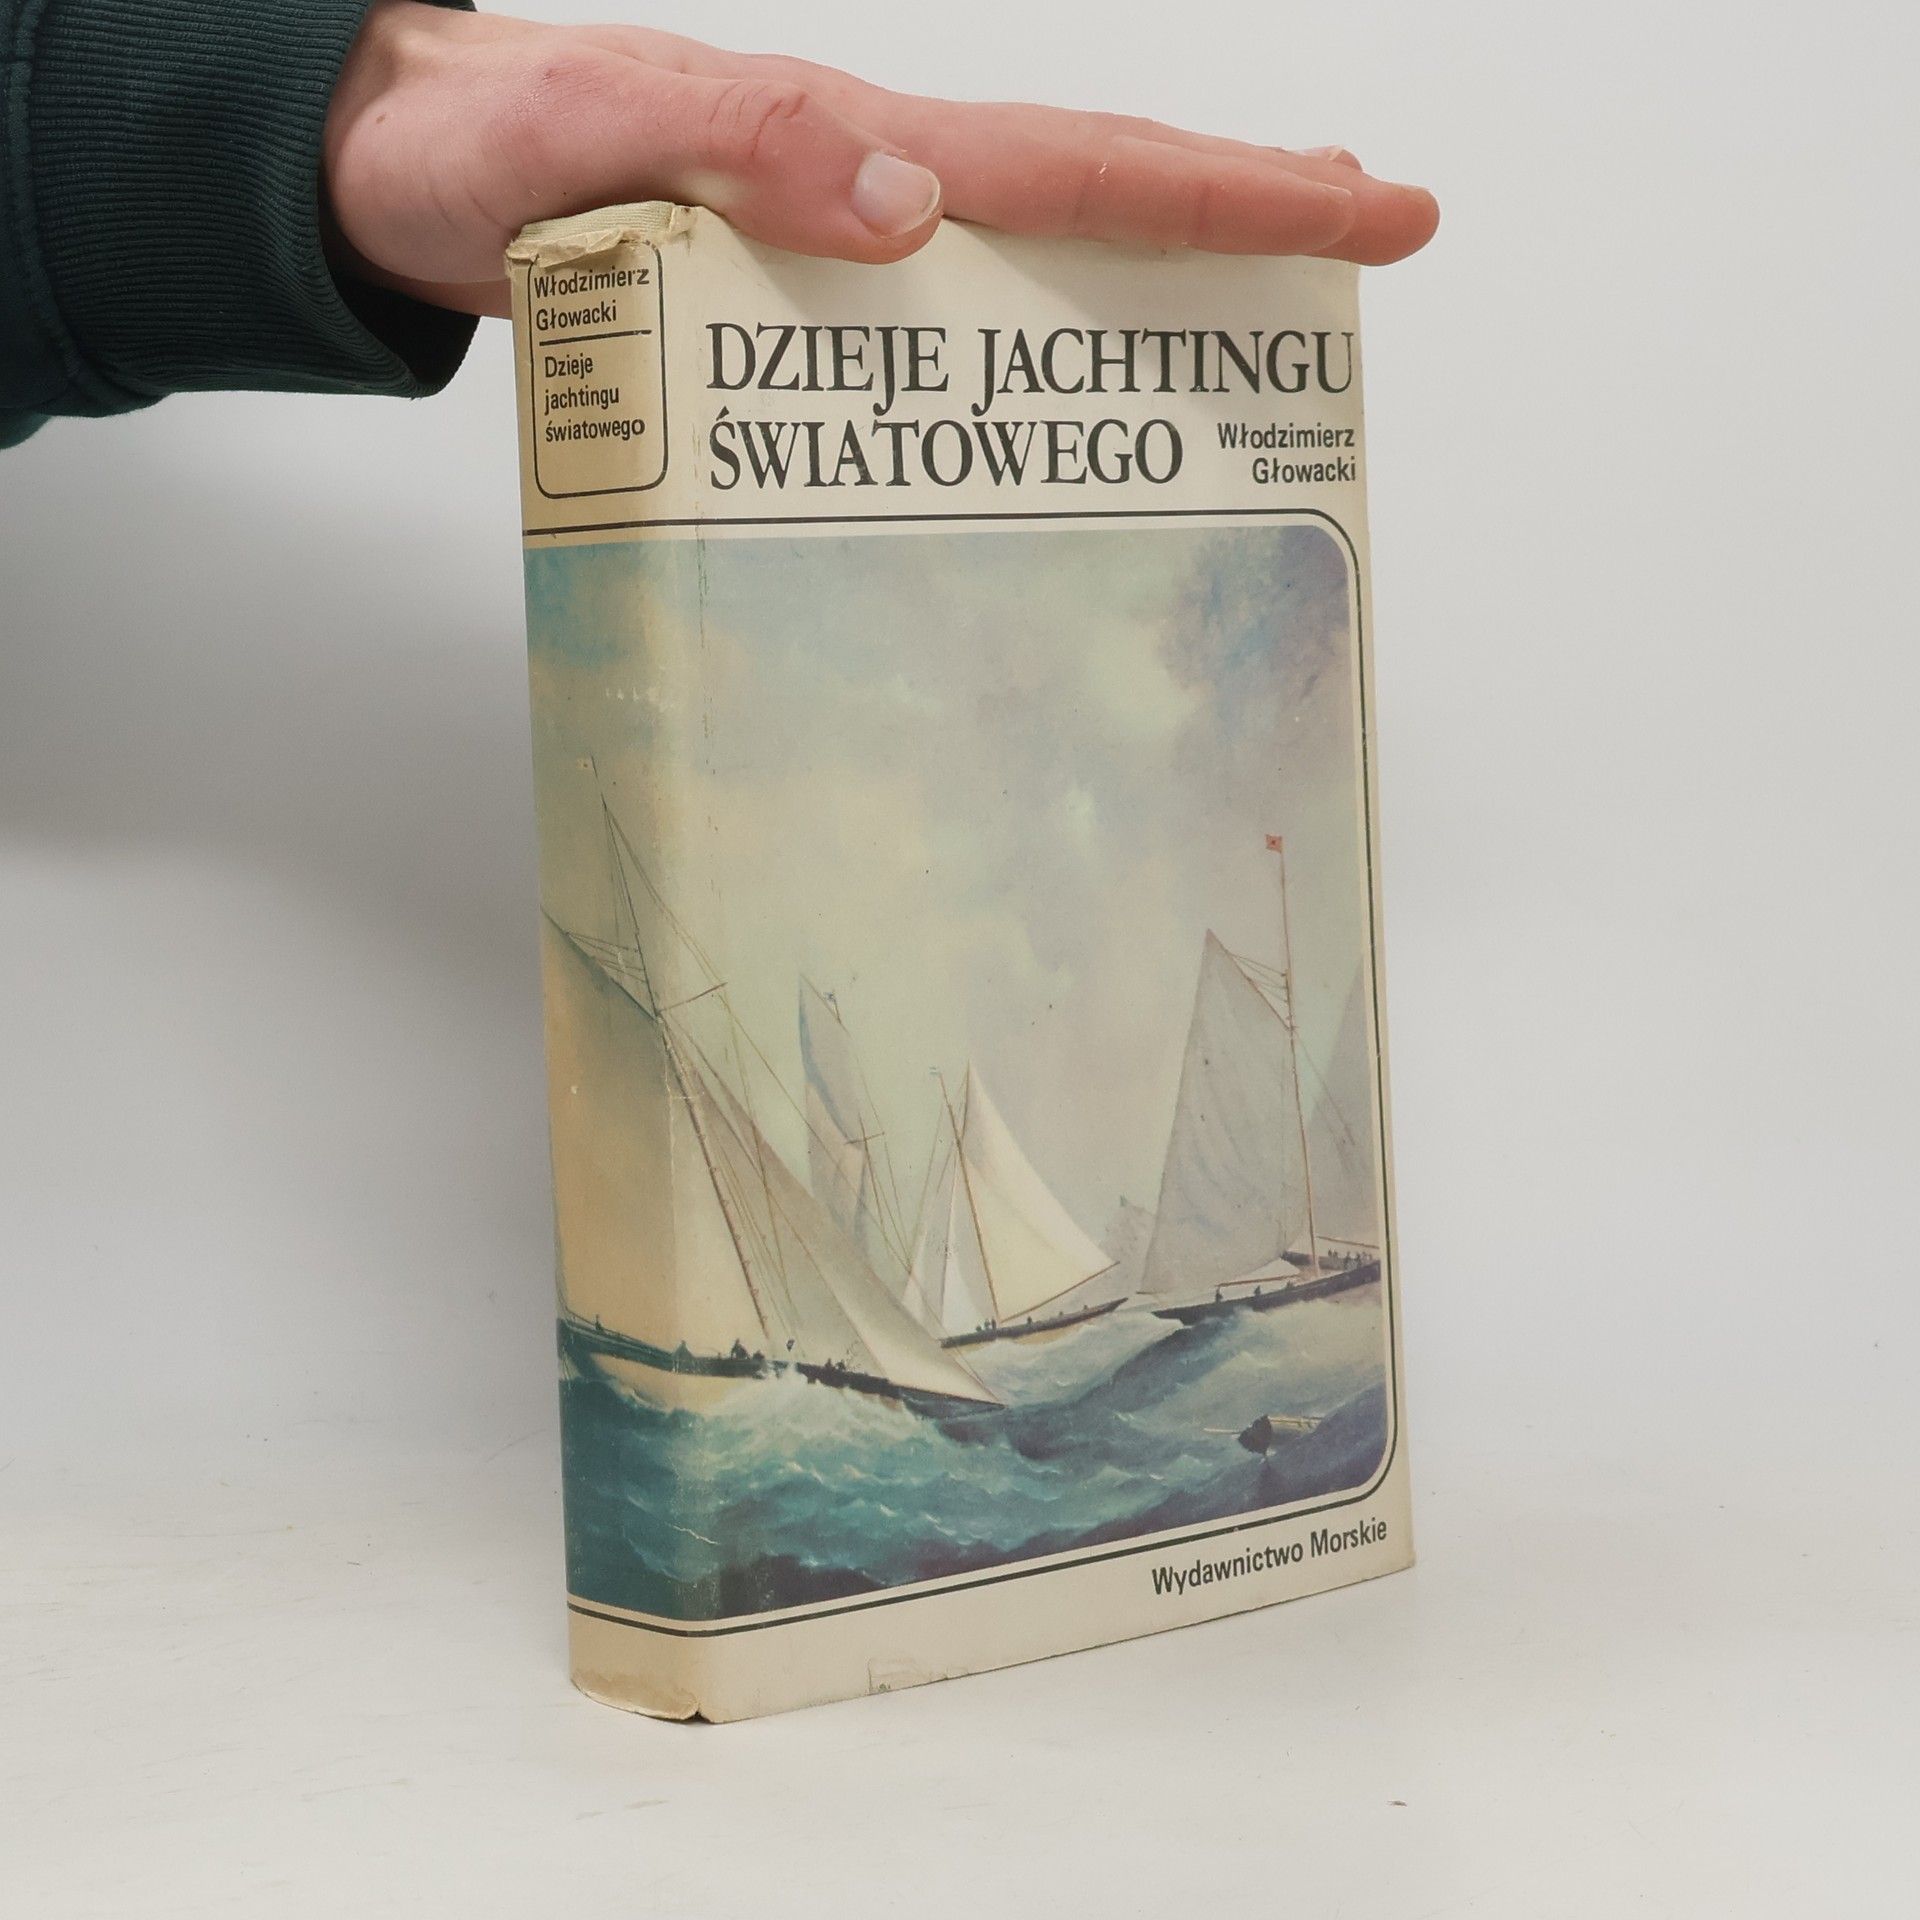 Włodzimierz
Głowacki
Dzieje
jachtingu
światowego
DZIEJE JACHTINGU
ŚWIATOWEGO
Włodzimierz
Głowacki
Wydawnictwo Morskie